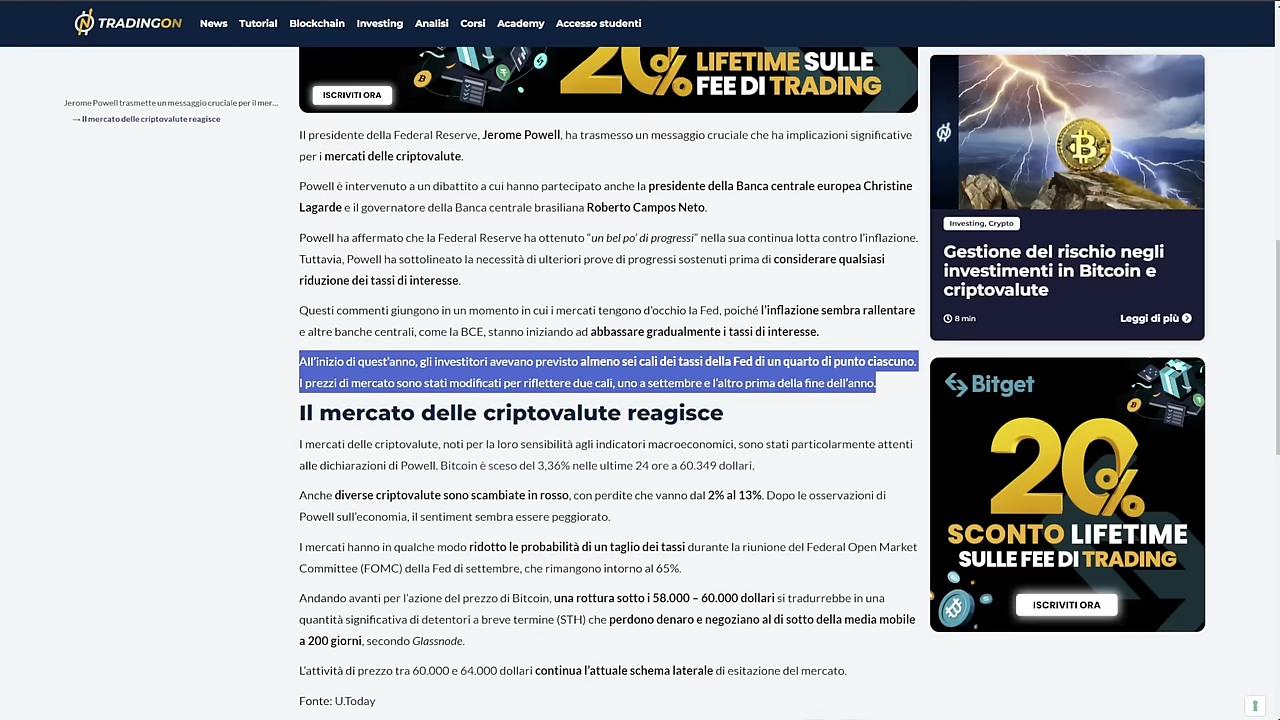 TRADINGON
News Tutorial Blockchain Investing Analisi Corsi Academy Accesso studenti
Jerome Powell trasmette un messaggio cruciale per il mer...
→ Il mercato delle criptovalute reagisce
20% LIFETIME SULLE
FEE DI TRADING
ISCRIVITI ORA
Il presidente della Federal Reserve, Jerome Powell, ha trasmesso un messaggio cruciale che ha implicazioni significative
per i mercati delle criptovalute.
Powell è intervenuto a un dibattito a cui hanno partecipato anche la presidente della Banca centrale europea Christine
Lagarde e il governatore della Banca centrale brasiliana Roberto Campos Neto.
Powell ha affermato che la Federal Reserve ha ottenuto “un bel po’ di progressi” nella sua continua lotta contro l’inflazione.
Tuttavia, Powell ha sottolineato la necessità di ulteriori prove di progressi sostenuti prima di considerare qualsiasi
riduzione dei tassi di interesse.
Questi commenti giungono in un momento in cui i mercati tengono d’occhio la Fed, poiché l’inflazione sembra rallentare
e altre banche centrali, come la BCE, stanno iniziando ad abbassare gradualmente i tassi di interesse.
All’inizio di quest’anno, gli investitori avevano previsto almeno sei cali dei tassi della Fed di un quarto di punto ciascuno.
I prezzi di mercato sono stati modificati per riflettere due cali, uno a settembre e l’altro prima della fine dell’anno.
Il mercato delle criptovalute reagisce
I mercati delle criptovalute, noti per la loro sensibilità agli indicatori macroeconomici, sono stati particolarmente attenti
alle dichiarazioni di Powell. Bitcoin è sceso del 3,36% nelle ultime 24 ore a 60.349 dollari.
Anche diverse criptovalute sono scambiate in rosso, con perdite che vanno dal 2% al 13%. Dopo le osservazioni di
Powell sull’economia, il sentiment sembra essere peggiorato.
I mercati hanno in qualche modo ridotto le probabilità di un taglio dei tassi durante la riunione del Federal Open Market
Committee (FOMC) della Fed di settembre, che rimangono intorno al 65%.
Andando avanti per l’azione del prezzo di Bitcoin, una rottura sotto i 58.000 – 60.000 dollari si tradurrebbe in una
quantità significativa di detentori a breve termine (STH) che perdono denaro e negoziano al di sotto della media mobile
a 200 giorni, secondo Glassnode.
L’attività di prezzo tra 60.000 e 64.000 dollari continua l’attuale schema laterale di esitazione del mercato.
Fonte: U.Today
Investing, Crypto
Gestione del rischio negli
investimenti in Bitcoin e
criptovalute
8 min Leggi di più
Bitget
20%
SCONTO LIFETIME
SULLE FEE DI TRADING
ISCRIVITI ORA